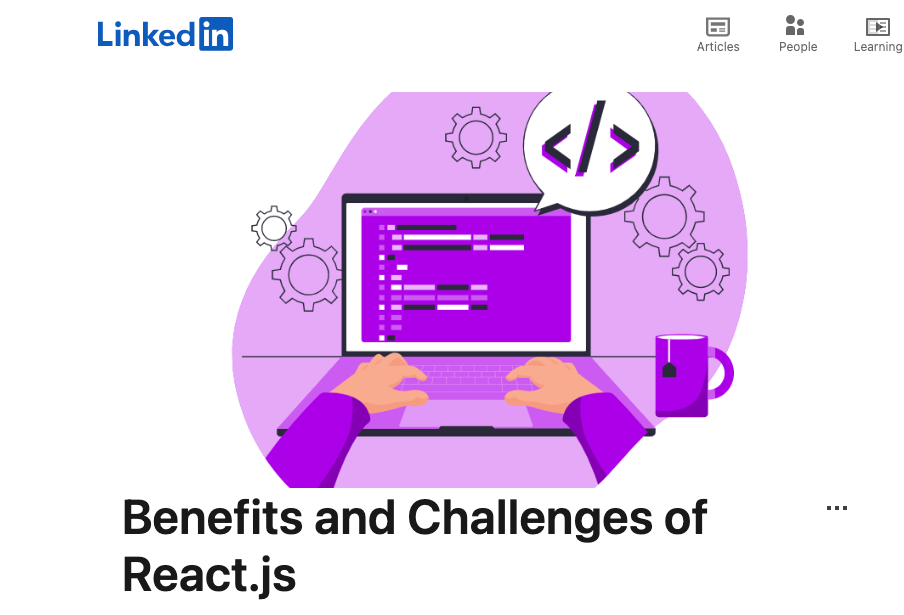 LinkedIn
Articles
People
Learning
</>
Benefits and Challenges of
React.js